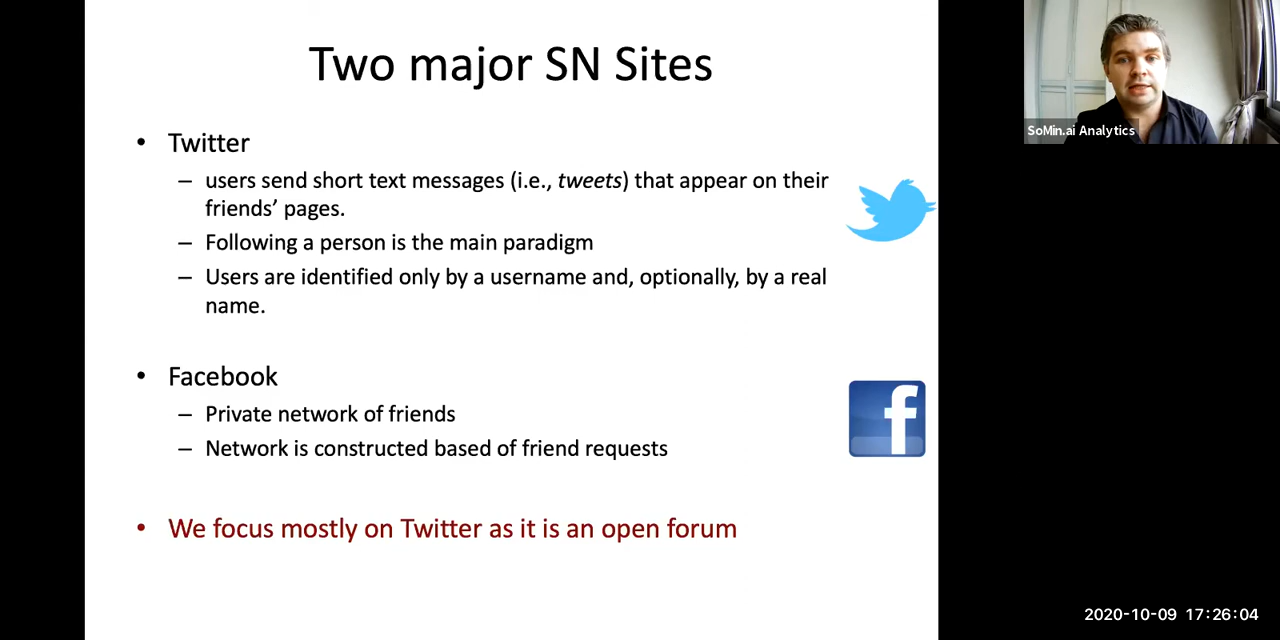 Two major SN Sites
SoMin.ai Analytics
• Twitter
– users send short text messages (i.e., tweets) that appear on their
friends’ pages.
– Following a person is the main paradigm
– Users are identified only by a username and, optionally, by a real
name.
• Facebook
– Private network of friends
– Network is constructed based of friend requests
• We focus mostly on Twitter as it is an open forum
2020-10-09 17:26:04